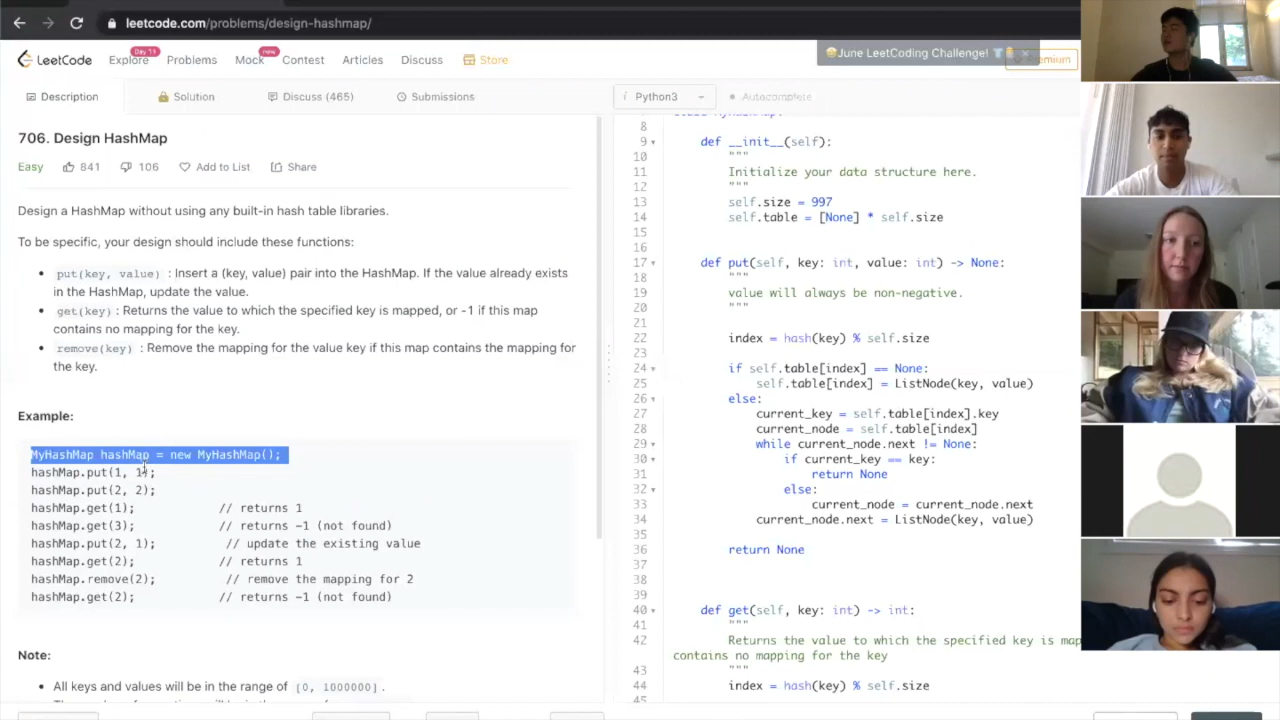 leetcode.com/problems/design-hashmap/
LeetCode Explore Problems Mock Contest Articles Discuss Store
Day 11
new
June LeetCoding Challenge!
Premium
Description Solution Discuss (465) Submissions
706. Design HashMap
Easy 841 106 Add to List Share
Design a HashMap without using any built-in hash table libraries.
To be specific, your design should include these functions:
put(key, value) : Insert a (key, value) pair into the HashMap. If the value already exists
in the HashMap, update the value.
get(key): Returns the value to which the specified key is mapped, or -1 if this map
contains no mapping for the key.
remove(key) : Remove the mapping for the value key if this map contains the mapping for
the key.
Example:
MyHashMap hashMap = new MyHashMap();
hashMap.put(1, 1);
hashMap.put(2, 2);
hashMap.get(1); // returns 1
hashMap.get(3); // returns -1 (not found)
hashMap.put(2, 1); // update the existing value
hashMap.get(2); // returns 1
hashMap.remove(2); // remove the mapping for 2
hashMap.get(2); // returns -1 (not found)
Note:
All keys and values will be in the range of [0, 1000000].
i Python3 Autocomplete
8
9 def __init__(self):
10 """
11 Initialize your data structure here.
12 """
13 self.size = 997
14 self.table = [None] * self.size
15
16
17 def put(self, key: int, value: int) -> None:
18 """
19 value will always be non-negative.
20 """
21
22 index = hash(key) % self.size
23
24 if self.table[index] == None:
25 self.table[index] = ListNode(key, value)
26 else:
27 current_key = self.table[index].key
28 current_node = self.table[index]
29 while current_node.next != None:
30 if current_key == key:
31 return None
32 else:
33 current_node = current_node.next
34 current_node.next = ListNode(key, value)
35
36 return None
37
38
39
40 def get(self, key: int) -> int:
41 """
42 Returns the value to which the specified key is map
contains no mapping for the key
43 """
44 index = hash(key) % self.size
45